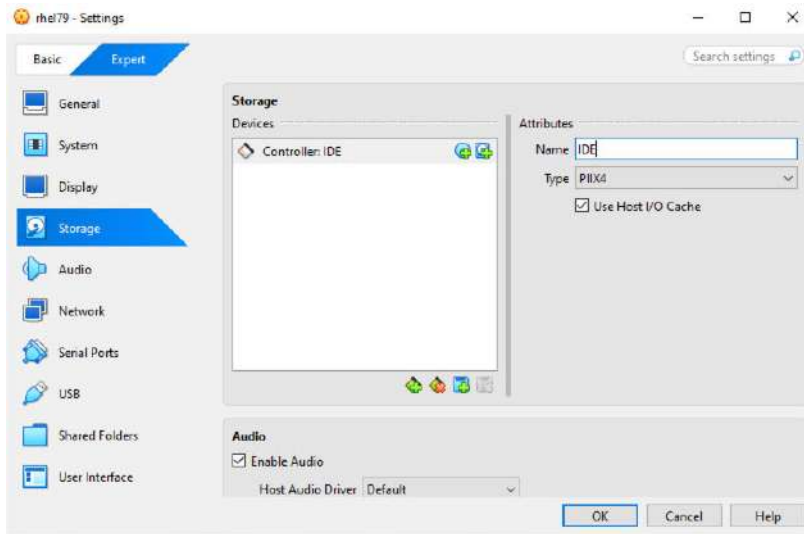 rhel79 - Settings
Basic
Expert
Search settings
General
System
Display
Storage
Audio
Network
Serial Ports
USB
Shared Folders
User Interface
Storage
Devices
Controller: IDE
Attributes
Name IDE
Type PIIX4
Use Host I/O Cache
Audio
Enable Audio
Host Audio Driver Default
OK Cancel Help